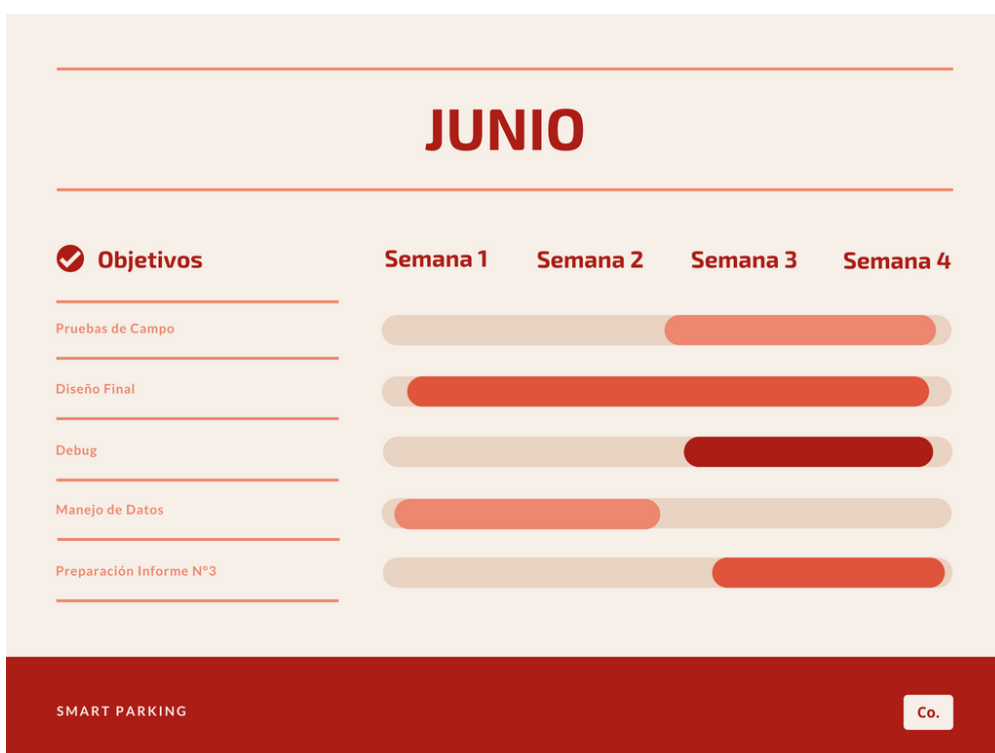 JUNIO
Objetivos
Semana 1
Semana 2
Semana 3
Semana 4
Pruebas de Campo
Diseño Final
Debug
Manejo de Datos
Preparación Informe N°3
SMART PARKING
Co.